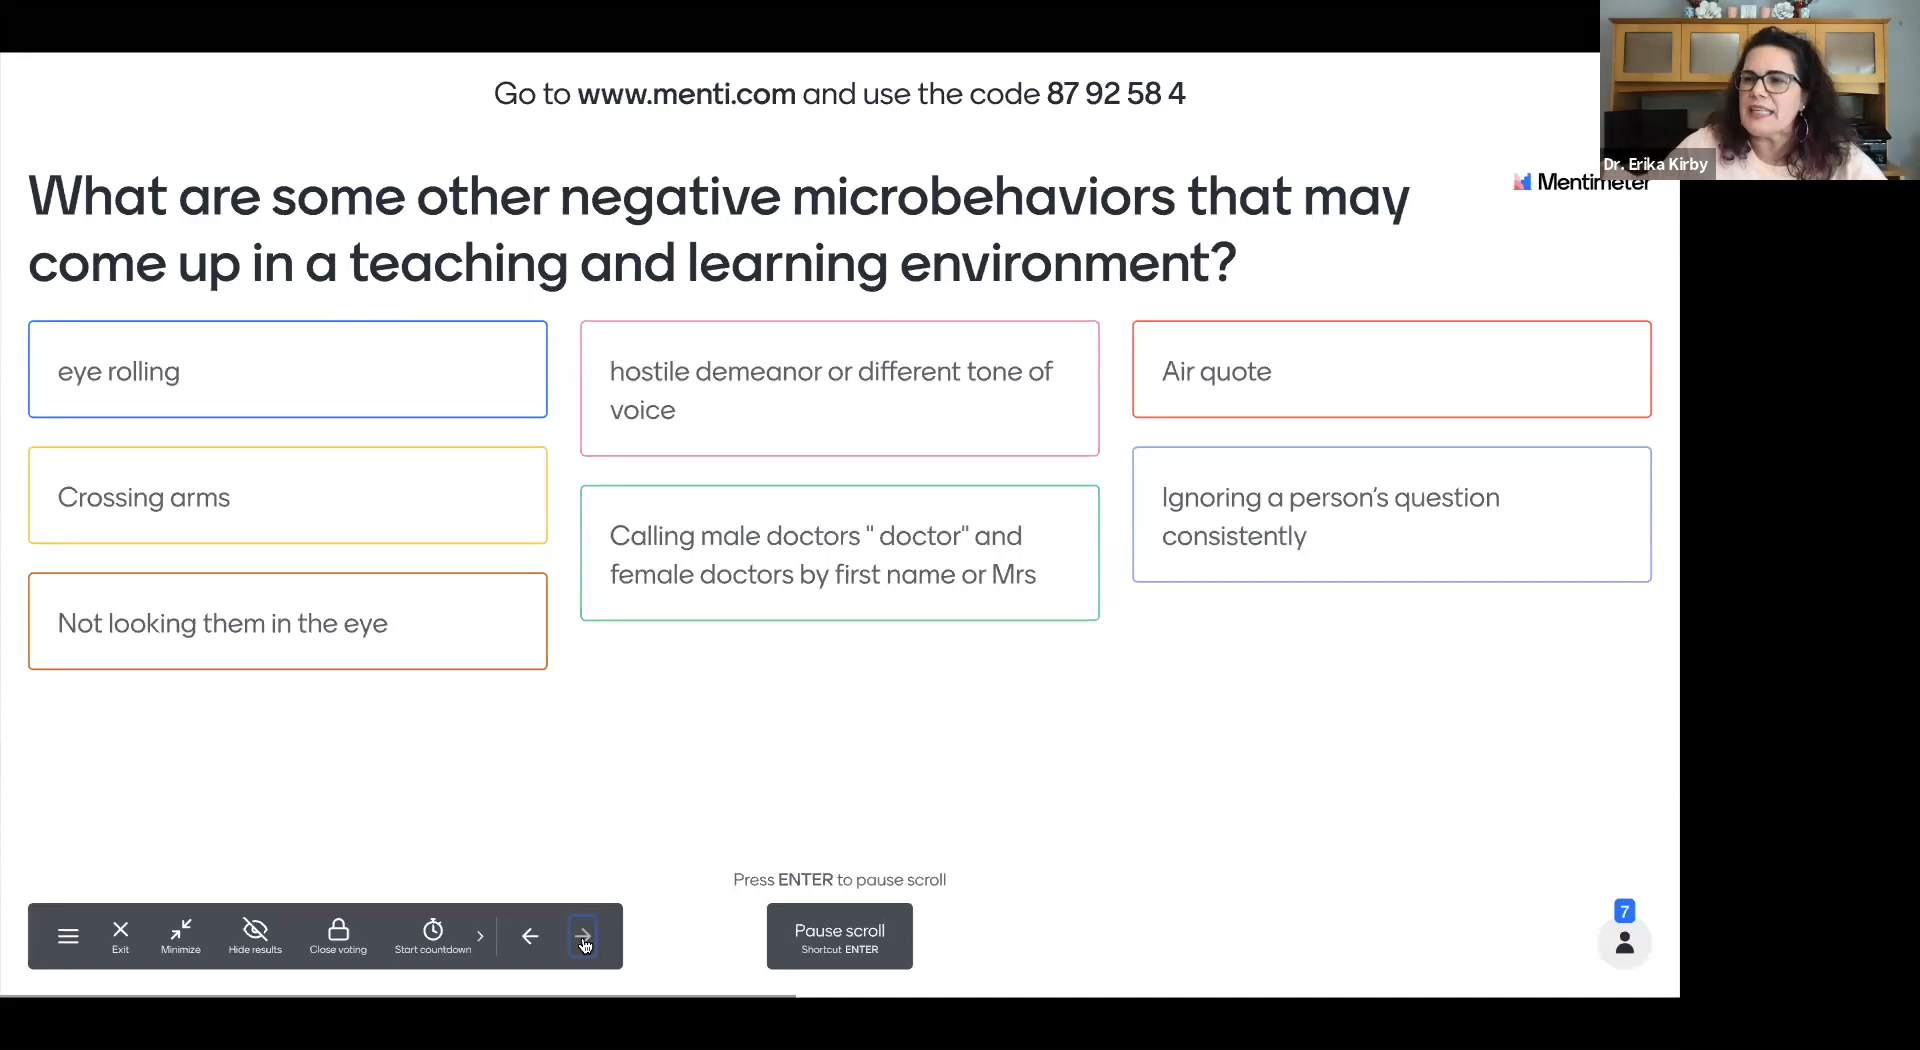 Go to www.menti.com and use the code 87 92 58 4
Dr. Erika Kirby
Mentimeter
What are some other negative microbehaviors that may
come up in a teaching and learning environment?
eye rolling
Crossing arms
Not looking them in the eye
hostile demeanor or different tone of
voice
Calling male doctors " doctor" and
female doctors by first name or Mrs
Air quote
Ignoring a person's question
consistently
Press ENTER to pause scroll
Exit
Minimize
Hide results
Close voting
Start countdown
Pause scroll
Shortcut ENTER
7